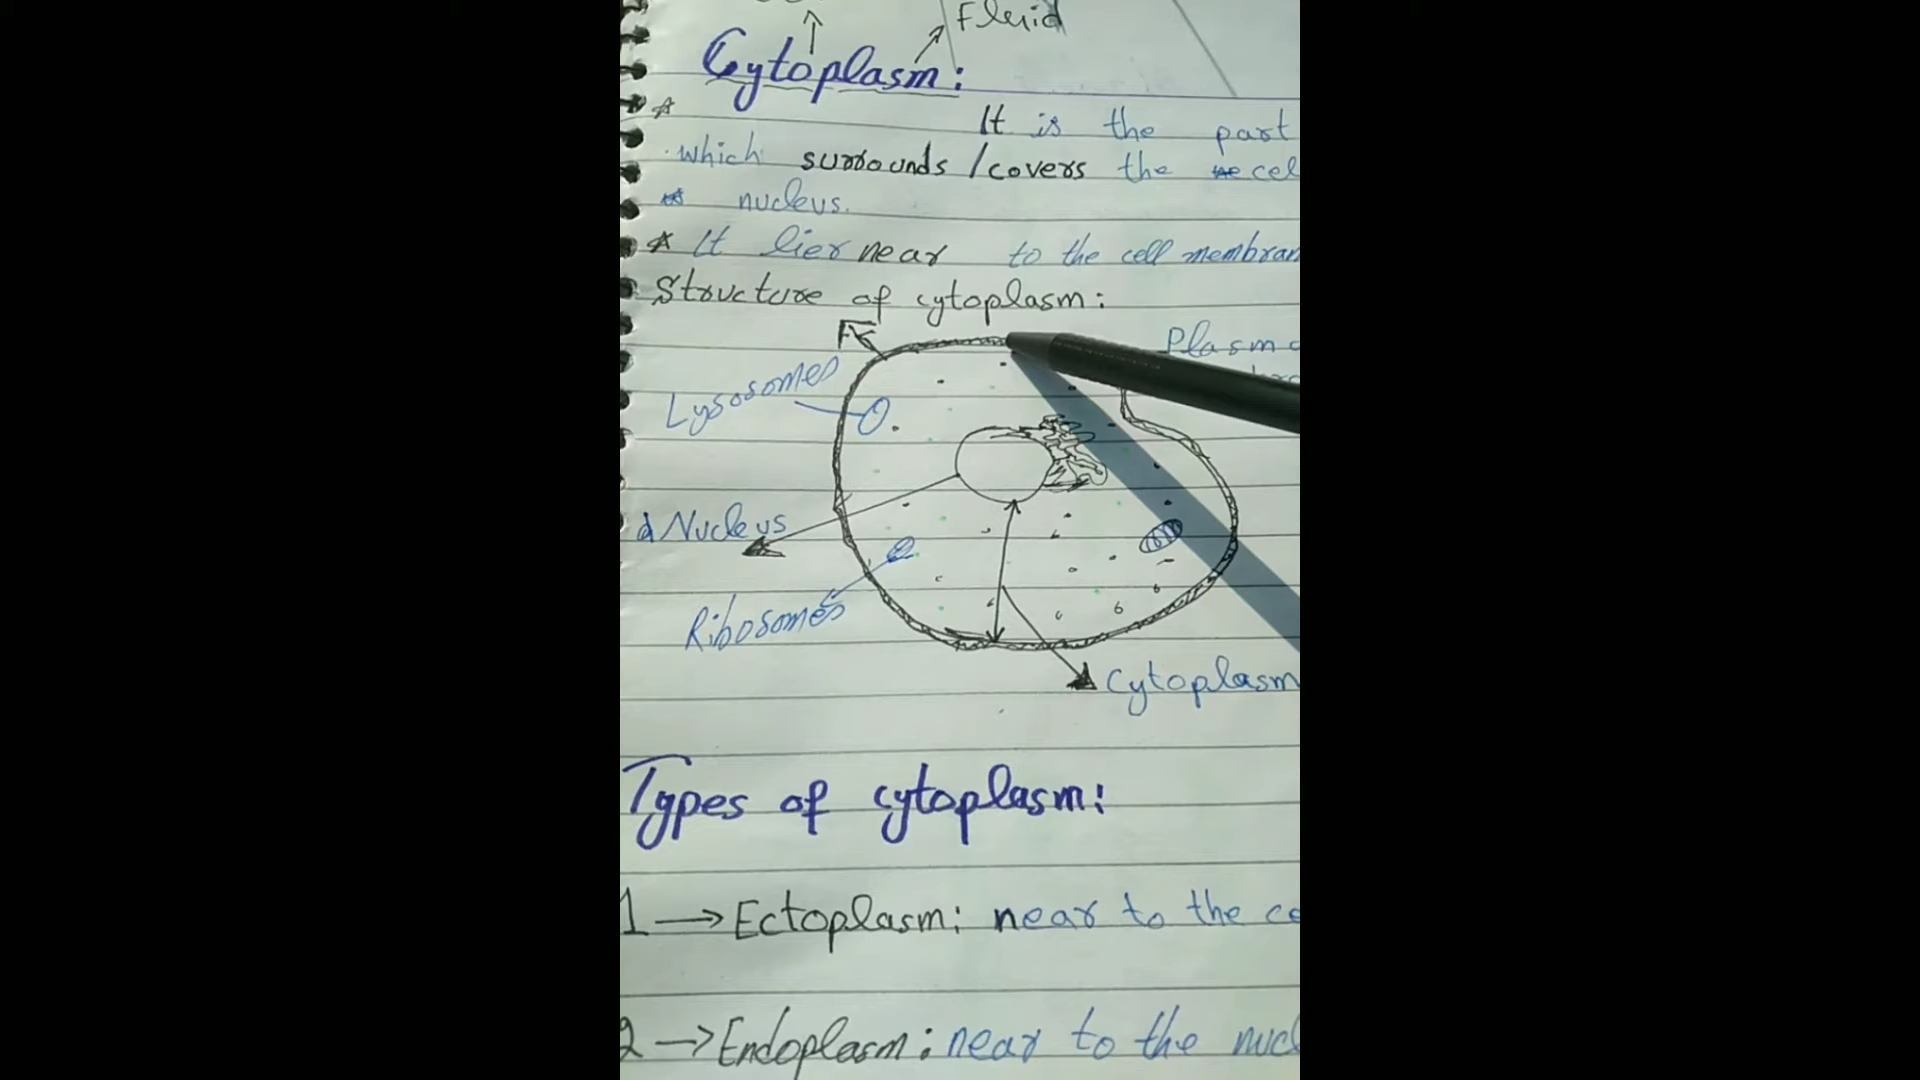 Fluid
Cytoplasm:
It is the part
which surrounds / covers the cel
nucleus.
It lies near to the cell membran
Structure of cytoplasm:
Plasma
Lysosomes
Nucleus
Ribosomes
Cytoplasm
Types of cytoplasm:
1 → Ectoplasm: near to the ce
2 → Endoplasm: near to the nucl